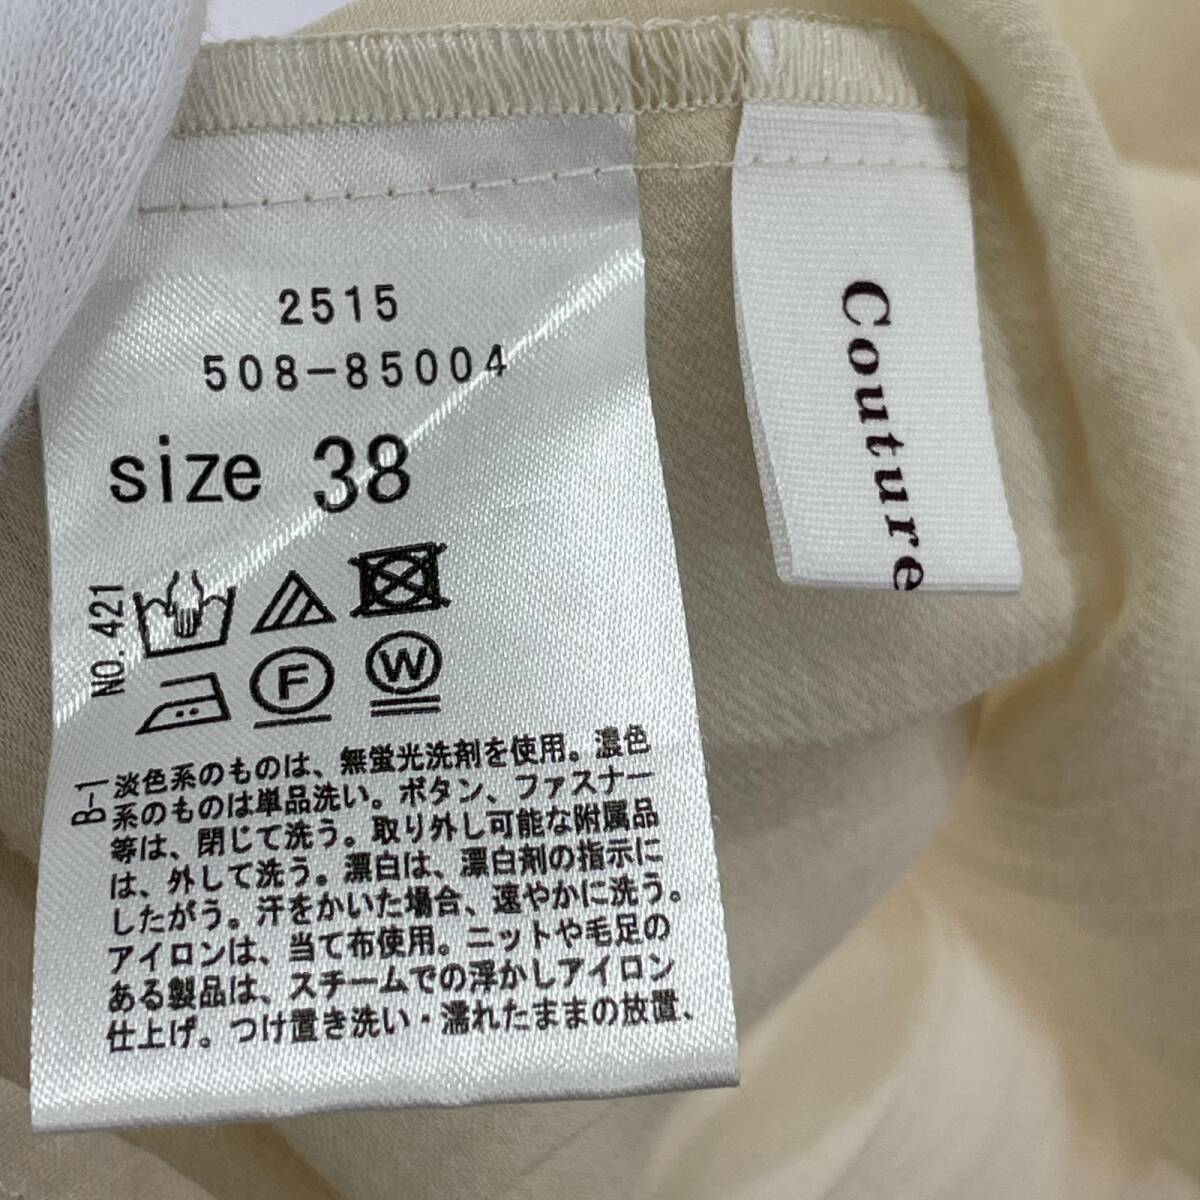 2515
508-85004
size 38
NO.421
F
W
B-1
淡色系のものは、無蛍光洗剤を使用。濃色
系のものは単品洗い。ボタン、ファスナー
等は、閉じて洗う。取り外し可能な附属品
は、外して洗う。漂白は、漂白剤の指示に
したがう。汗をかいた場合、速やかに洗う。
アイロンは、当て布使用。ニットや毛足の
ある製品は、スチームでの浮かしアイロン
仕上げ。つけ置き洗い・濡れたままの放置、
Couture